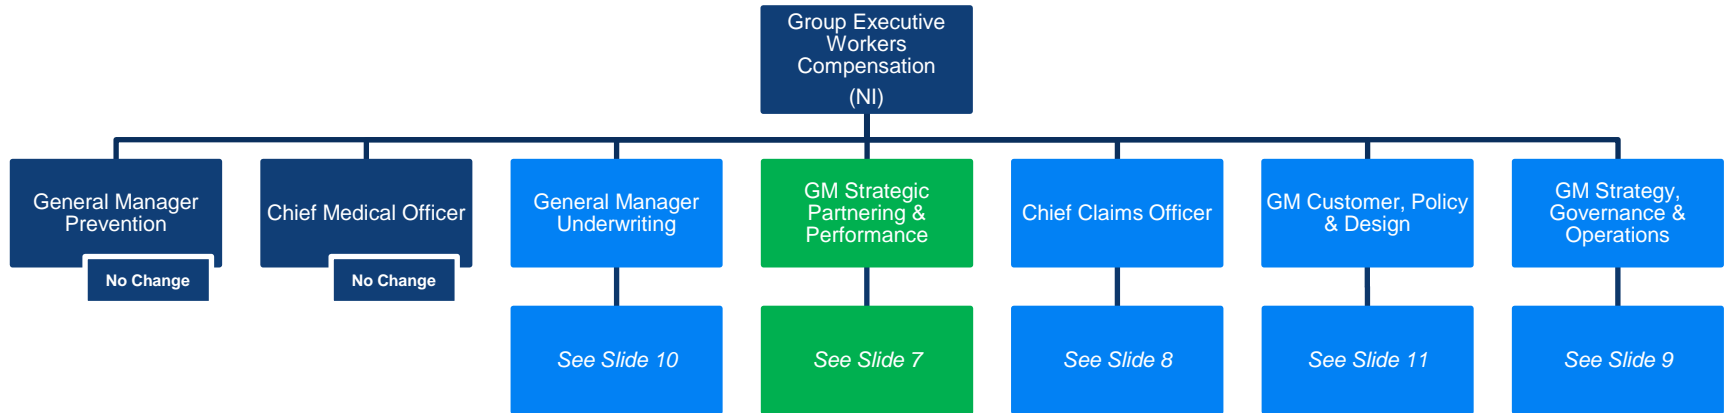 Group Executive
Workers
Compensation
(NI)
General Manager
Prevention
No Change
Chief Medical Officer
No Change
General Manager
Underwriting
GM Strategic
Partnering &
Performance
Chief Claims Officer
GM Customer, Policy
& Design
GM Strategy,
Governance &
Operations
See Slide 10
See Slide 7
See Slide 8
See Slide 11
See Slide 9